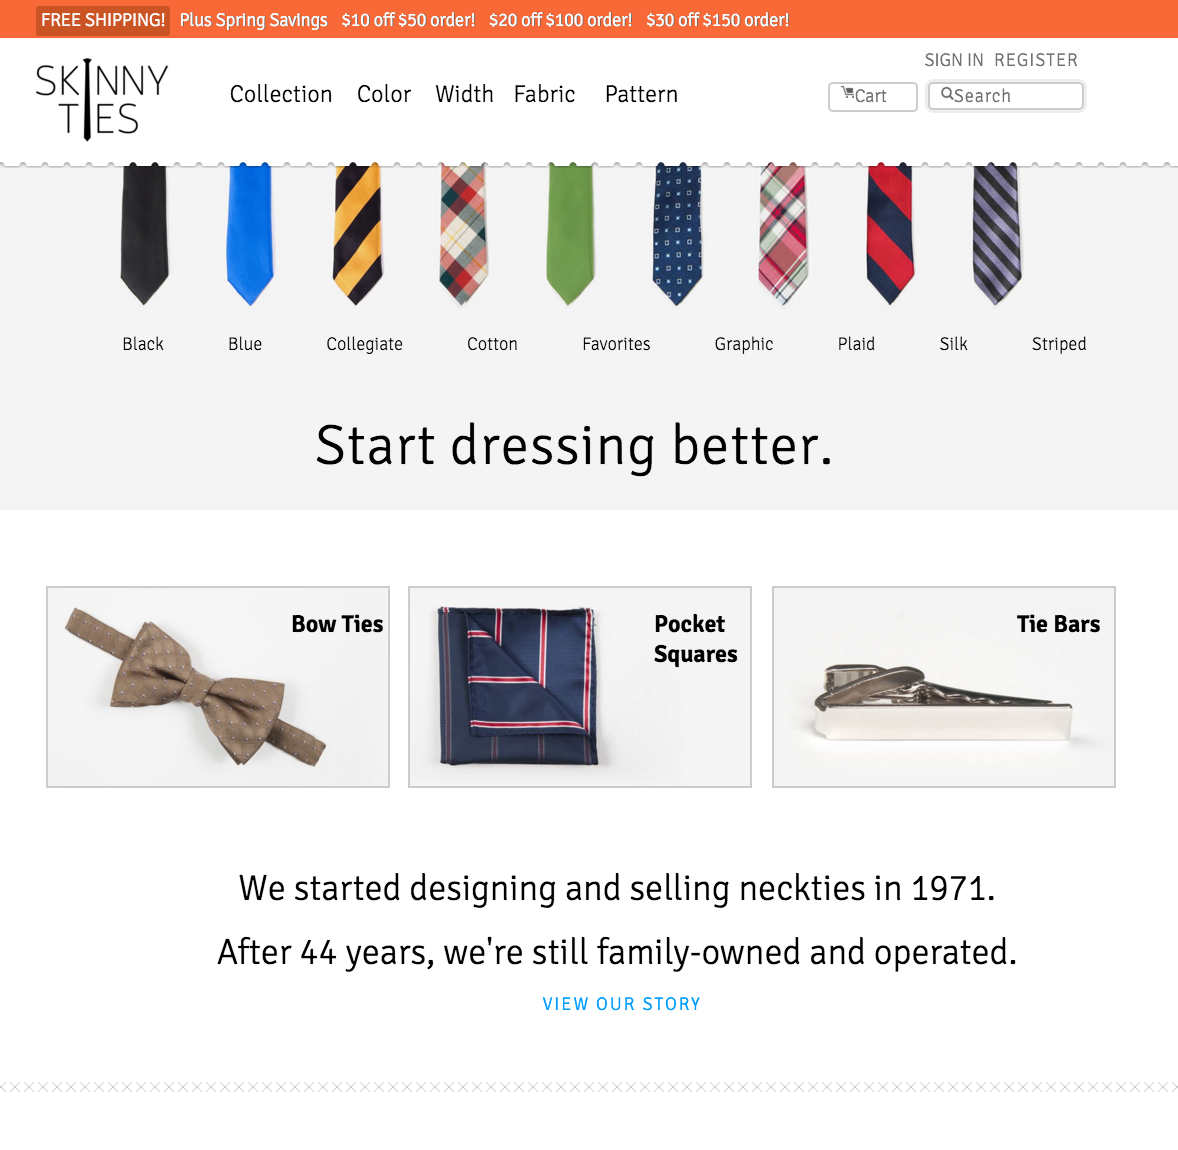 FREE SHIPPING! Plus Spring Savings $10 off $50 order! $20 off $100 order! $30 off $150 order!
SIGN IN REGISTER
SKINNY
TIES
Collection Color Width Fabric Pattern
Cart Search
Black Blue Collegiate Cotton Favorites Graphic Plaid Silk Striped
Start dressing better.
Bow Ties
Pocket
Squares
Tie Bars
We started designing and selling neckties in 1971.
After 44 years, we're still family-owned and operated.
VIEW OUR STORY